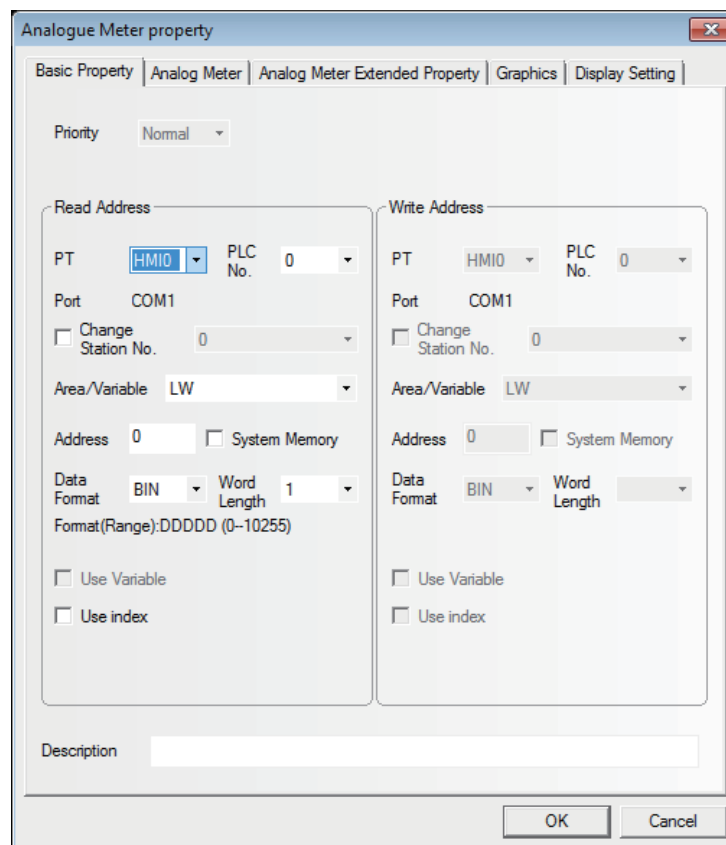 Analogue Meter property
Basic Property Analog Meter Analog Meter Extended Property Graphics Display Setting
Priority Normal
Read Address
PT HMI0 PLC No. 0
Port COM1
Change Station No. 0
Area/Variable LW
Address 0 System Memory
Data Format BIN Word Length 1
Format(Range):DDDDD (0--10255)
Use Variable
Use index
Write Address
PT HMI0 PLC No. 0
Port COM1
Change Station No. 0
Area/Variable LW
Address 0 System Memory
Data Format BIN Word Length
Use Variable
Use index
Description
OK Cancel